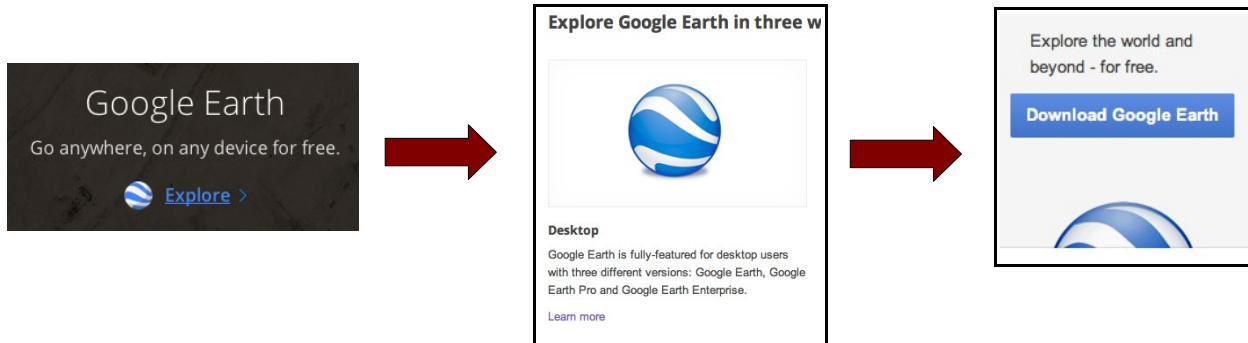 Google Earth
Go anywhere, on any device for free.
Explore >
Explore Google Earth in three w
Desktop
Google Earth is fully-featured for desktop users
with three different versions: Google Earth, Google
Earth Pro and Google Earth Enterprise.
Learn more
Explore the world and
beyond - for free.
Download Google Earth